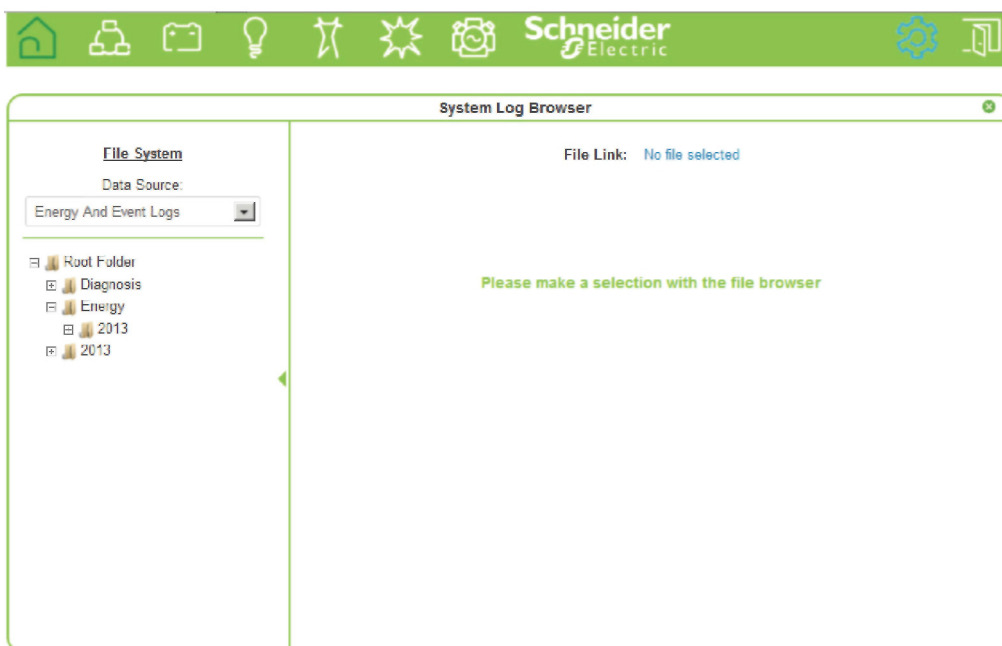 Schneider
Electric
System Log Browser
File System
Data Source:
Energy And Event Logs
Root Folder
Diagnosis
Energy
2013
2013
File Link: No file selected
Please make a selection with the file browser